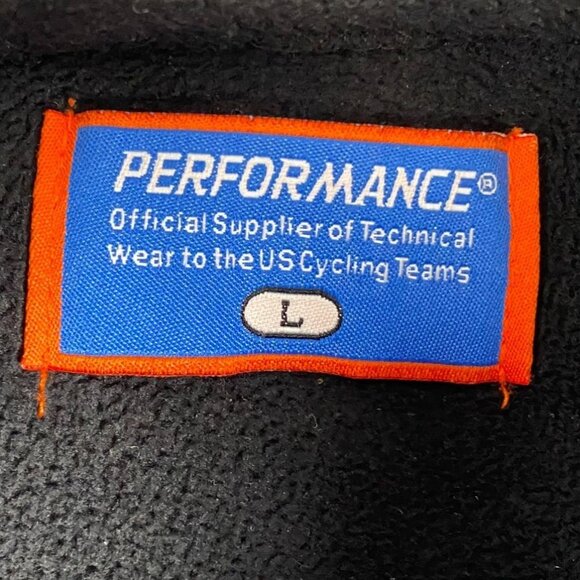 PERFORMANCE®
Official Supplier of Technical
Wear to the US Cycling Teams
L